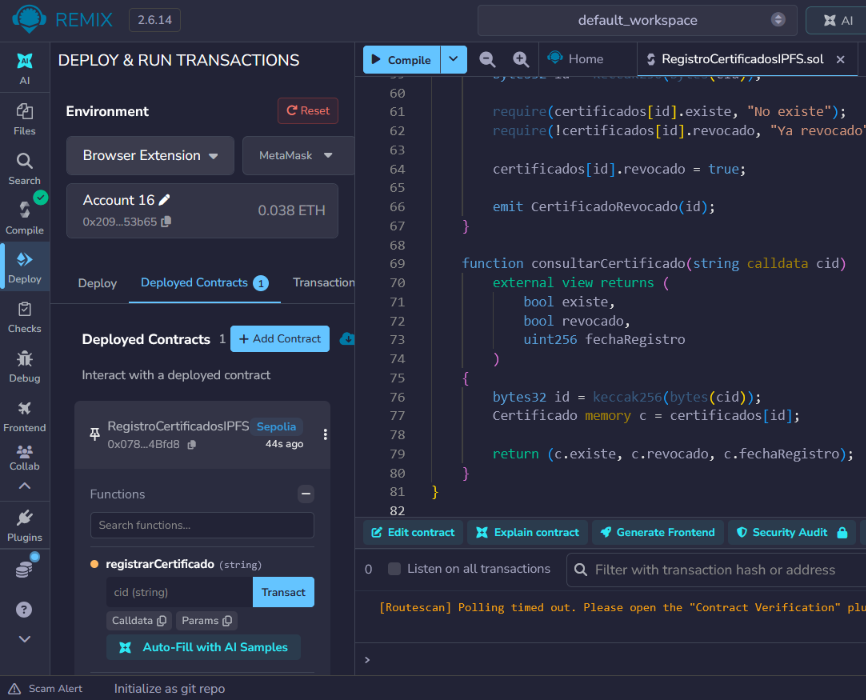 REMIX
2.6.14
default_workspace
AI
AI
Files
Search
Compile
Deploy
Checks
Debug
Frontend
Collab
Plugins
DEPLOY & RUN TRANSACTIONS
Environment
Reset
Browser Extension
MetaMask
Account 16
0x209...53b65
0.038 ETH
Deploy
Deployed Contracts 1
Transaction
Deployed Contracts 1
+ Add Contract
Interact with a deployed contract
RegistroCertificadosIPFS Sepolia
0x078...4Bfd8
44s ago
Functions
Search functions...
registrarCertificado (string)
cid (string)
Transact
Calldata
Params
Auto-Fill with AI Samples
Compile
Home
RegistroCertificadosIPFS.sol
60
61 require(certificados[id].existe, "No existe");
62 require(!certificados[id].revocado, "Ya revocado"
63
64 certificados[id].revocado = true;
65
66 emit CertificadoRevocado(id);
67 }
68
69 function consultarCertificado(string calldata cid)
70 external view returns (
71 bool existe,
72 bool revocado,
73 uint256 fechaRegistro
74 )
75 {
76 bytes32 id = keccak256(bytes(cid));
77 Certificado memory c = certificados[id];
78
79 return (c.existe, c.revocado, c.fechaRegistro);
80 }
81 }
82
Edit contract
Explain contract
Generate Frontend
Security Audit
0
Listen on all transactions
Filter with transaction hash or address
[Routescan] Polling timed out. Please open the "Contract Verification" plu
>
Scam Alert
Initialize as git repo